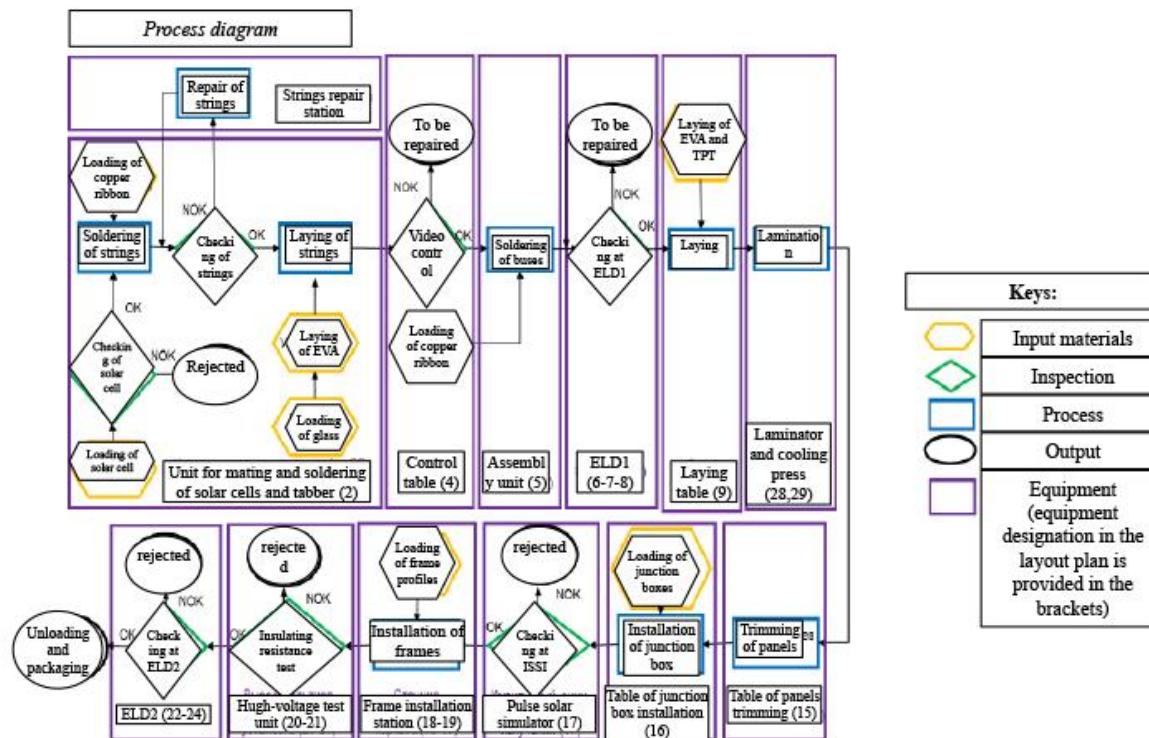 Process diagram
Repair of
strings
Strings repair
station
Loading of
copper
ribbon
Soldering
of strings
NOK
Checki
ng of
strings
OK
Laying of
strings
OK
Checkin
g of
solar
cell
NOK
Rejected
Laying
of EVA
Loading
of glass
Loading of
solar cell
Unit for mating and soldering
of solar cells and tabber (2)
To be
repaired
NOK
Video
contr
ol
OK
Loading
of copper
ribbon
Control
table (4)
Soldering
of buses
Assembl
y unit (5)
To be
repaired
NOK
Checki
ng at
ELD1
OK
ELD1
(6-7-8)
Laying of
EVA and
TPT
Laying
Laying
table (9)
Laminatio
n
Laminator
and cooling
press
(28,29)
Keys:
Input materials
Inspection
Process
Output
Equipment
(equipment
designation in
the layout plan is
provided in the
brackets)
Unloading
and
packaging
rejected
NOK
OK
Check
ing at
ELD2
ELD2 (22-24)
rejecte
d
NOK
OK
Insulating
resistance
test
Hugh-voltage test
unit (20-21)
Loading
of frame
profiles
Installation of
frames
Frame installation
station (18-19)
rejected
NOK
OK
Checki
ng at
ISSI
Pulse solar
simulator (17)
Loading of
junction
boxes
Installation
of junction
box
Table of junction
box installation
(16)
Trimming
of panels
Table of panels
trimming (15)